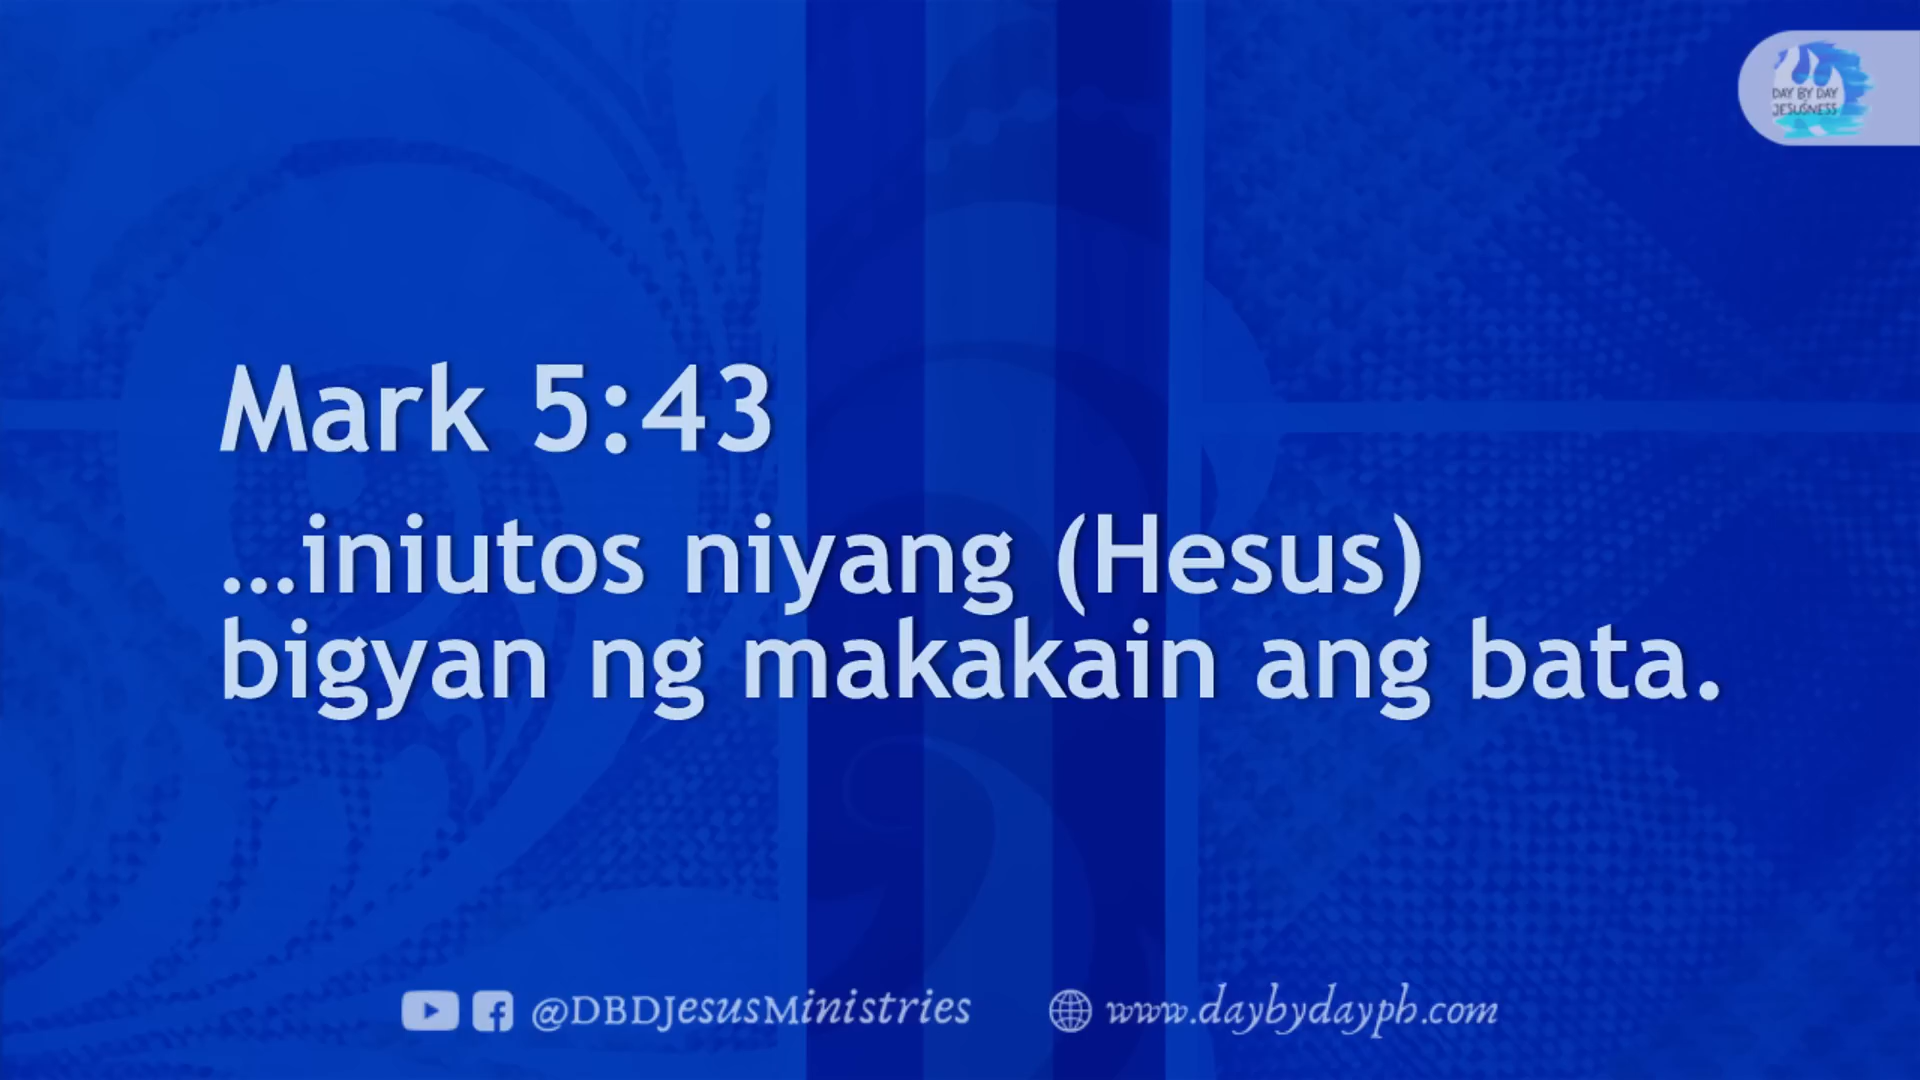 DAY BY DAY
JESUSNESS
Mark 5:43
...iniutos niyang (Hesus)
bigyan ng makakain ang bata.
@DBDJesusMinistries
www.daybydayph.com